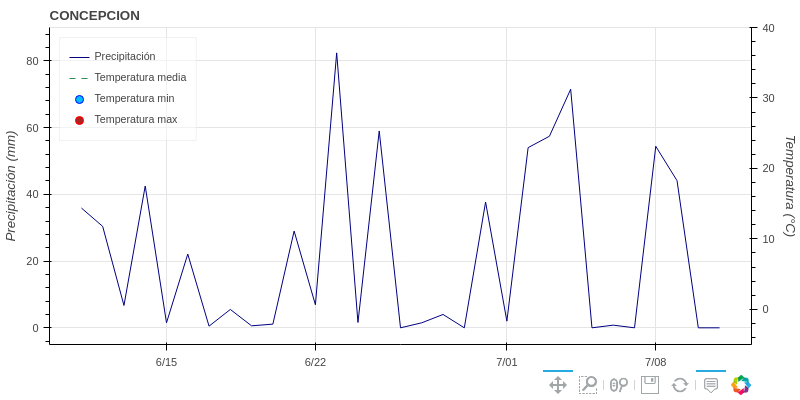 CONCEPCION
Precipitación
Temperatura media
Temperatura min
Temperatura max
Precipitación (mm)
80
60
40
20
0
40
30
20
10
0
Temperatura (°C)
6/15
6/22
7/01
7/08